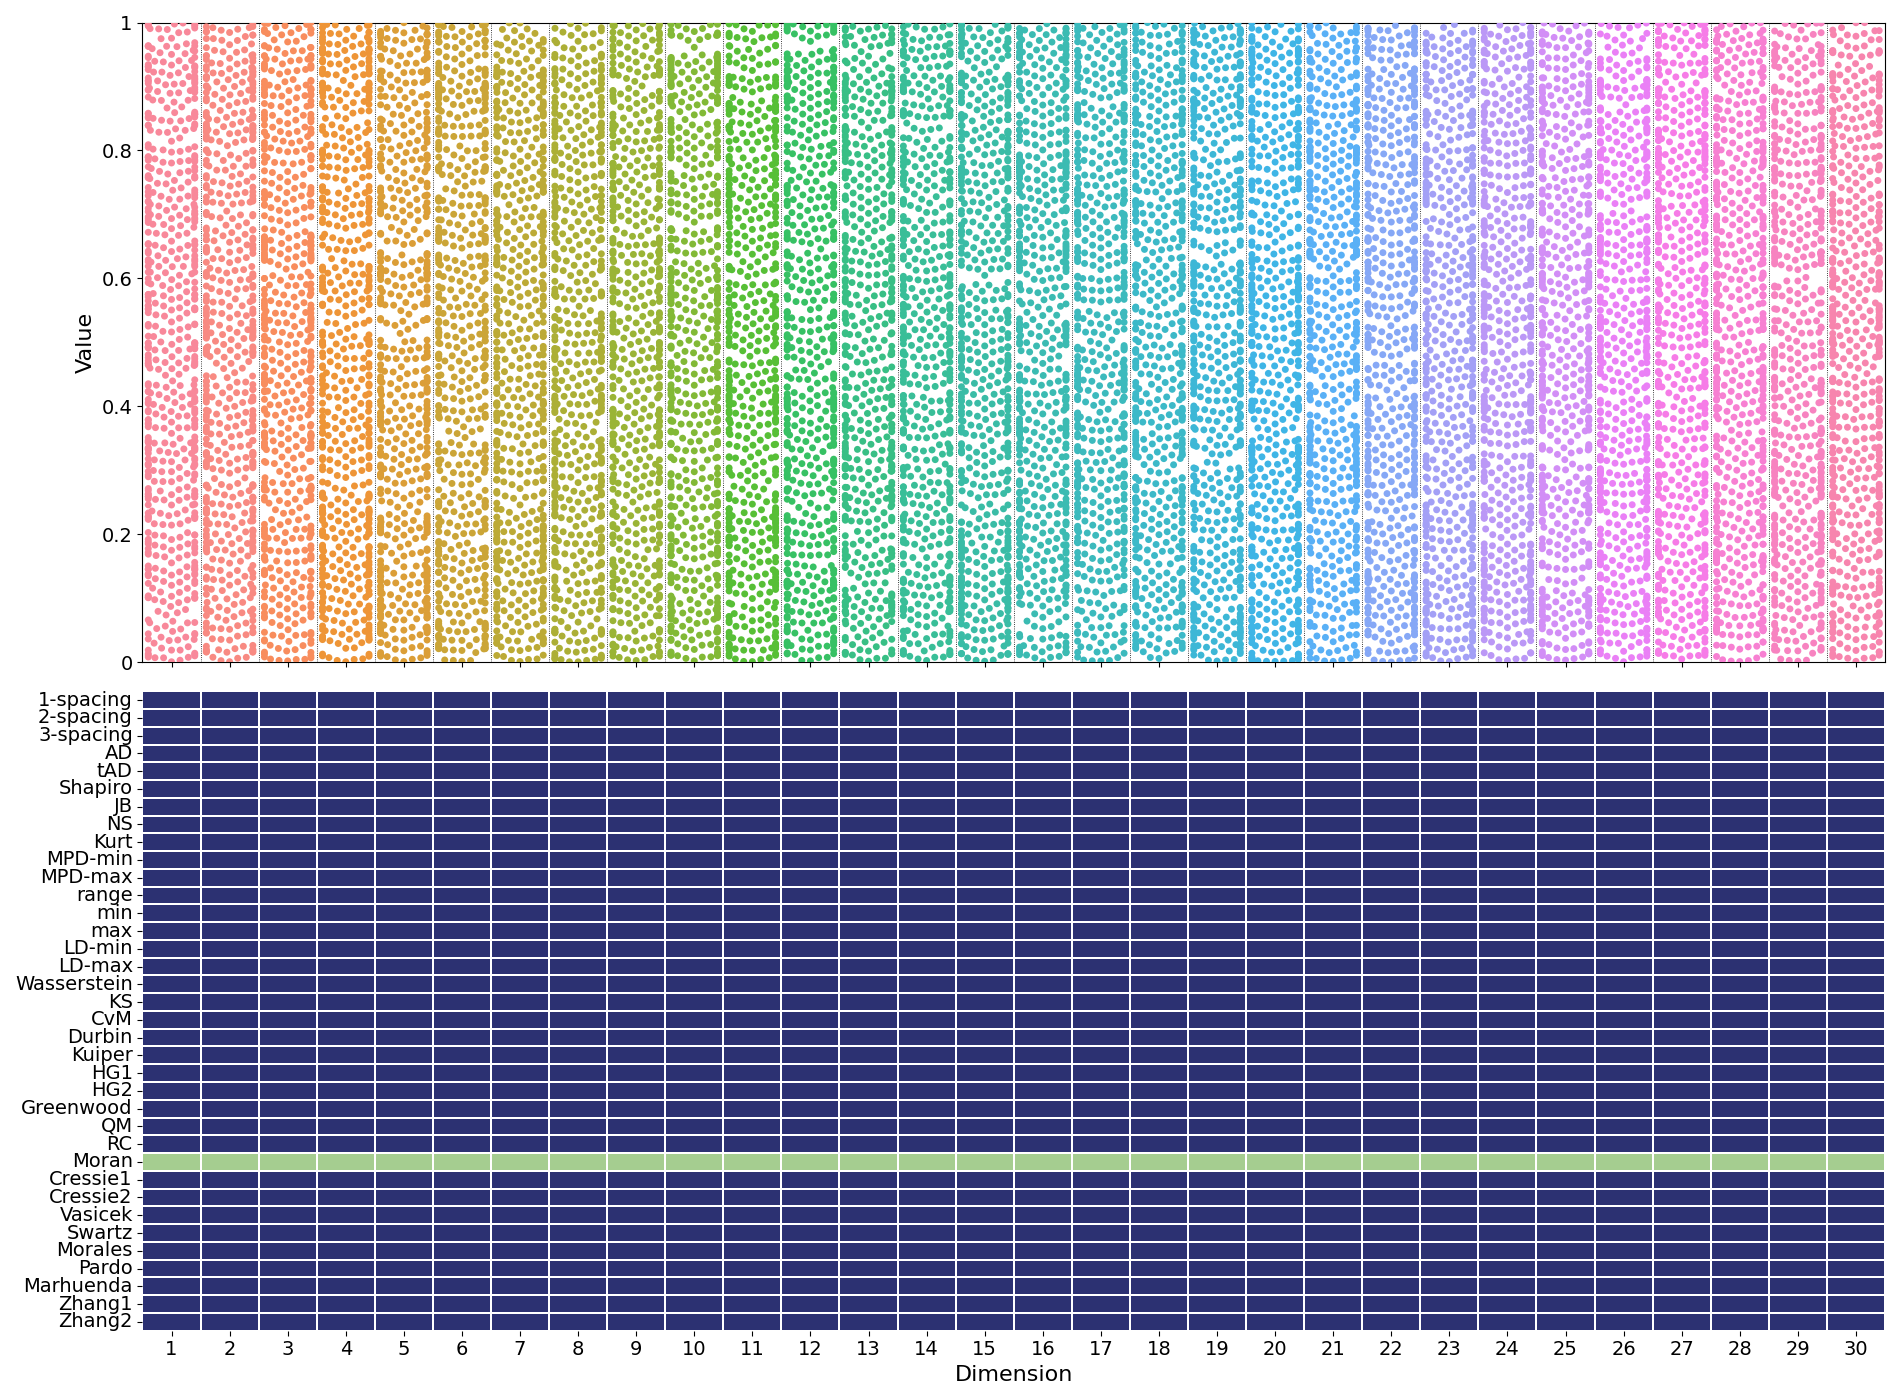 1
0.8
0.6
0.4
0.2
0
Value
1-spacing
2-spacing
3-spacing
AD
tAD
Shapiro
JB
NS
Kurt
MPD-min
MPD-max
range
min
max
LD-min
LD-max
Wasserstein
KS
CvM
Durbin
Kuiper
HG1
HG2
Greenwood
QM
RC
Moran
Cressie1
Cressie2
Vasicek
Swartz
Morales
Pardo
Marhuenda
Zhang1
Zhang2
1 2 3 4 5 6 7 8 9 10 11 12 13 14 15 16 17 18 19 20 21 22 23 24 25 26 27 28 29 30
Dimension